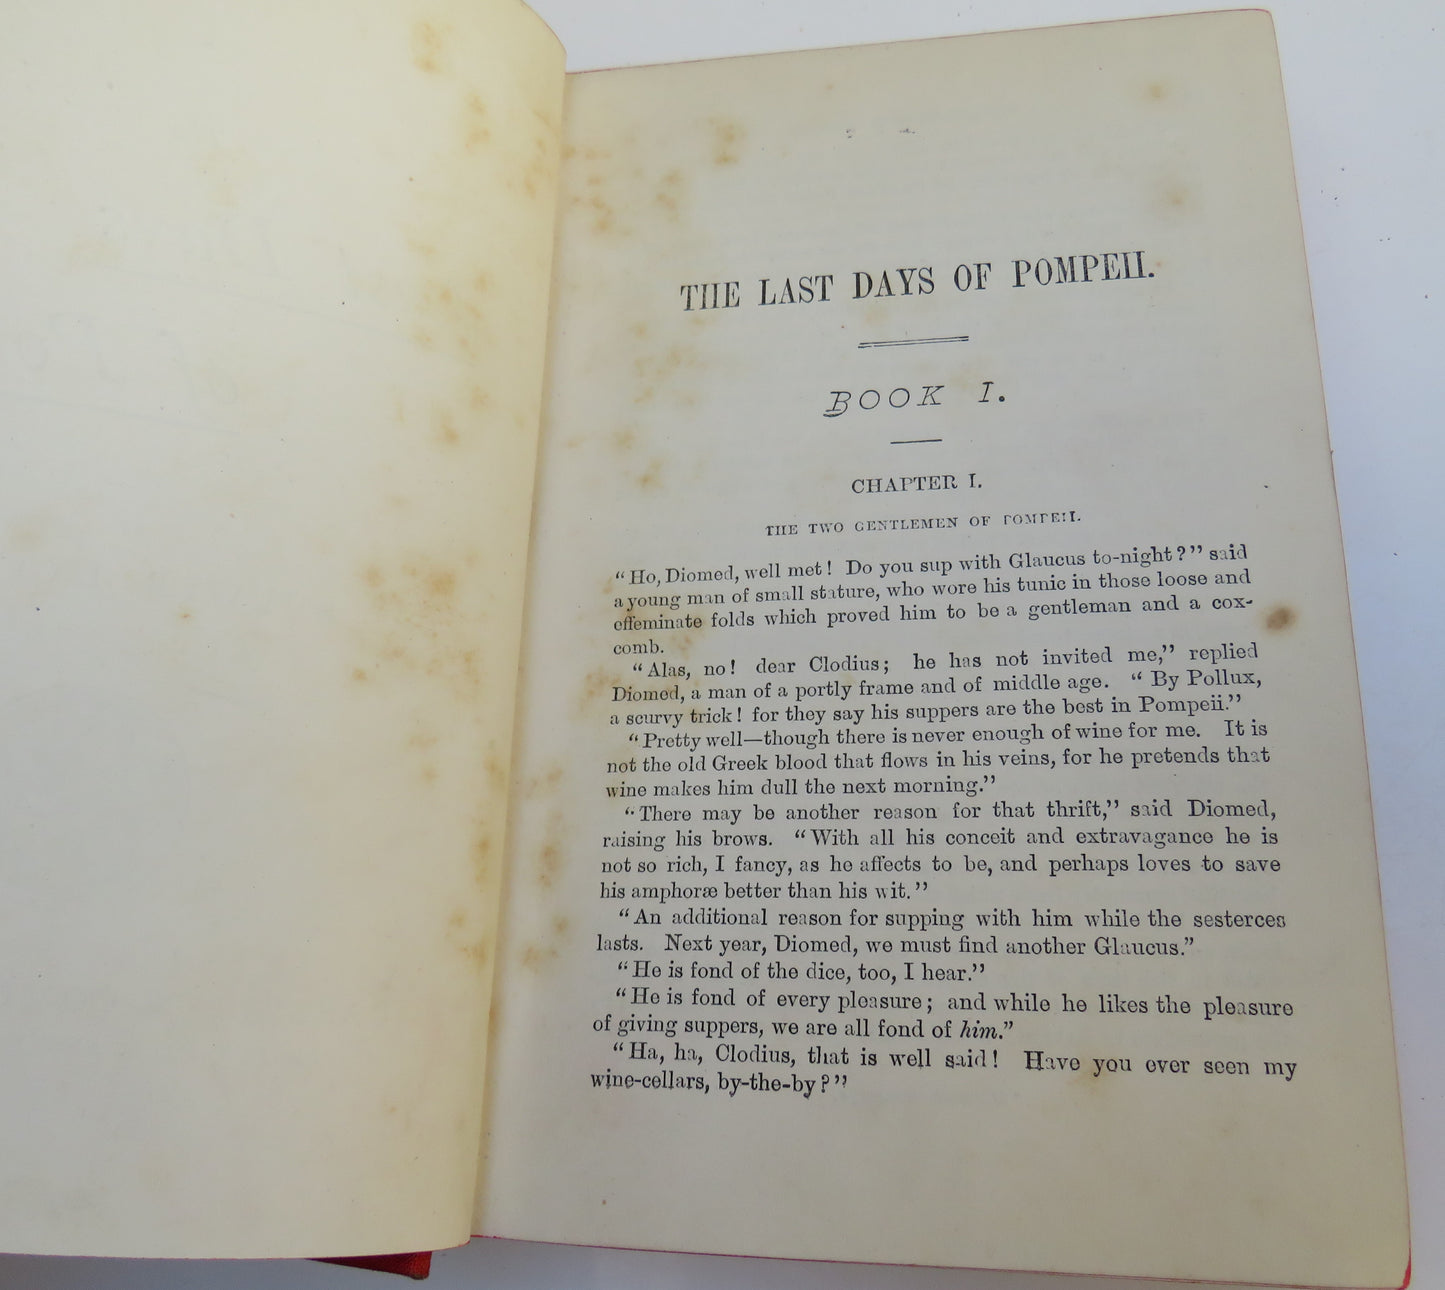 THE LAST DAYS OF POMPEII.
BOOK I.
CHAPTER I.
THE TWO GENTLEMEN OF POMPEII.
“Ho, Diomed, well met! Do you sup with Glaucus to-night?” said
a young man of small stature, who wore his tunic in those loose and
effeminate folds which proved him to be a gentleman and a cox-
comb.
“Alas, no! dear Clodius; he has not invited me,” replied
Diomed, a man of a portly frame and of middle age. “By Pollux,
a scurvy trick! for they say his suppers are the best in Pompeii.”
“Pretty well—though there is never enough of wine for me. It is
not the old Greek blood that flows in his veins, for he pretends that
wine makes him dull the next morning.”
“There may be another reason for that thrift,” said Diomed,
raising his brows. “With all his conceit and extravagance he is
not so rich, I fancy, as he affects to be, and perhaps loves to save
his amphoræ better than his wit.”
“An additional reason for supping with him while the sesterces
lasts. Next year, Diomed, we must find another Glaucus.”
“He is fond of the dice, too, I hear.”
“He is fond of every pleasure; and while he likes the pleasure
of giving suppers, we are all fond of him.”
“Ha, ha, Clodius, that is well said! Have you ever seen my
wine-cellars, by-the-by?”